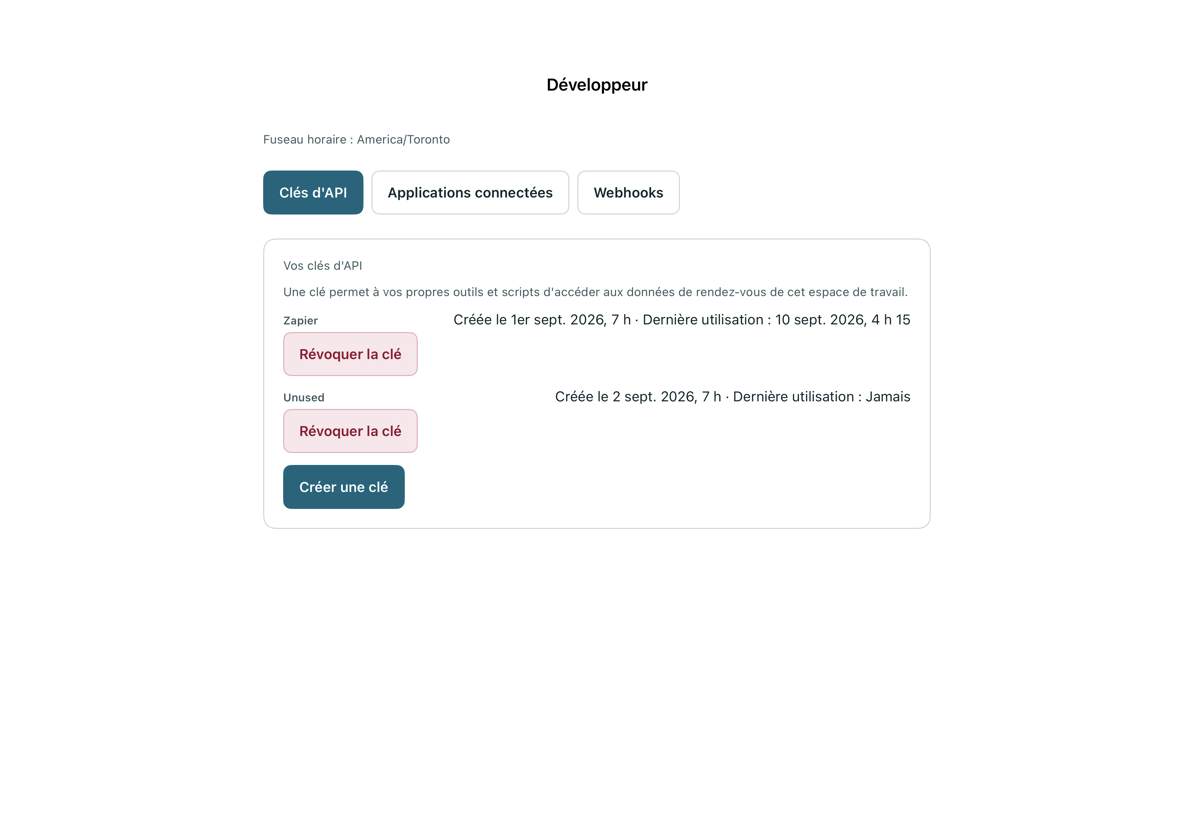 Développeur
Fuseau horaire : America/Toronto
Clés d'API
Applications connectées
Webhooks
Vos clés d'API
Une clé permet à vos propres outils et scripts d'accéder aux données de rendez-vous de cet espace de travail.
Zapier
Créée le 1er sept. 2026, 7 h · Dernière utilisation : 10 sept. 2026, 4 h 15
Révoquer la clé
Unused
Créée le 2 sept. 2026, 7 h · Dernière utilisation : Jamais
Révoquer la clé
Créer une clé